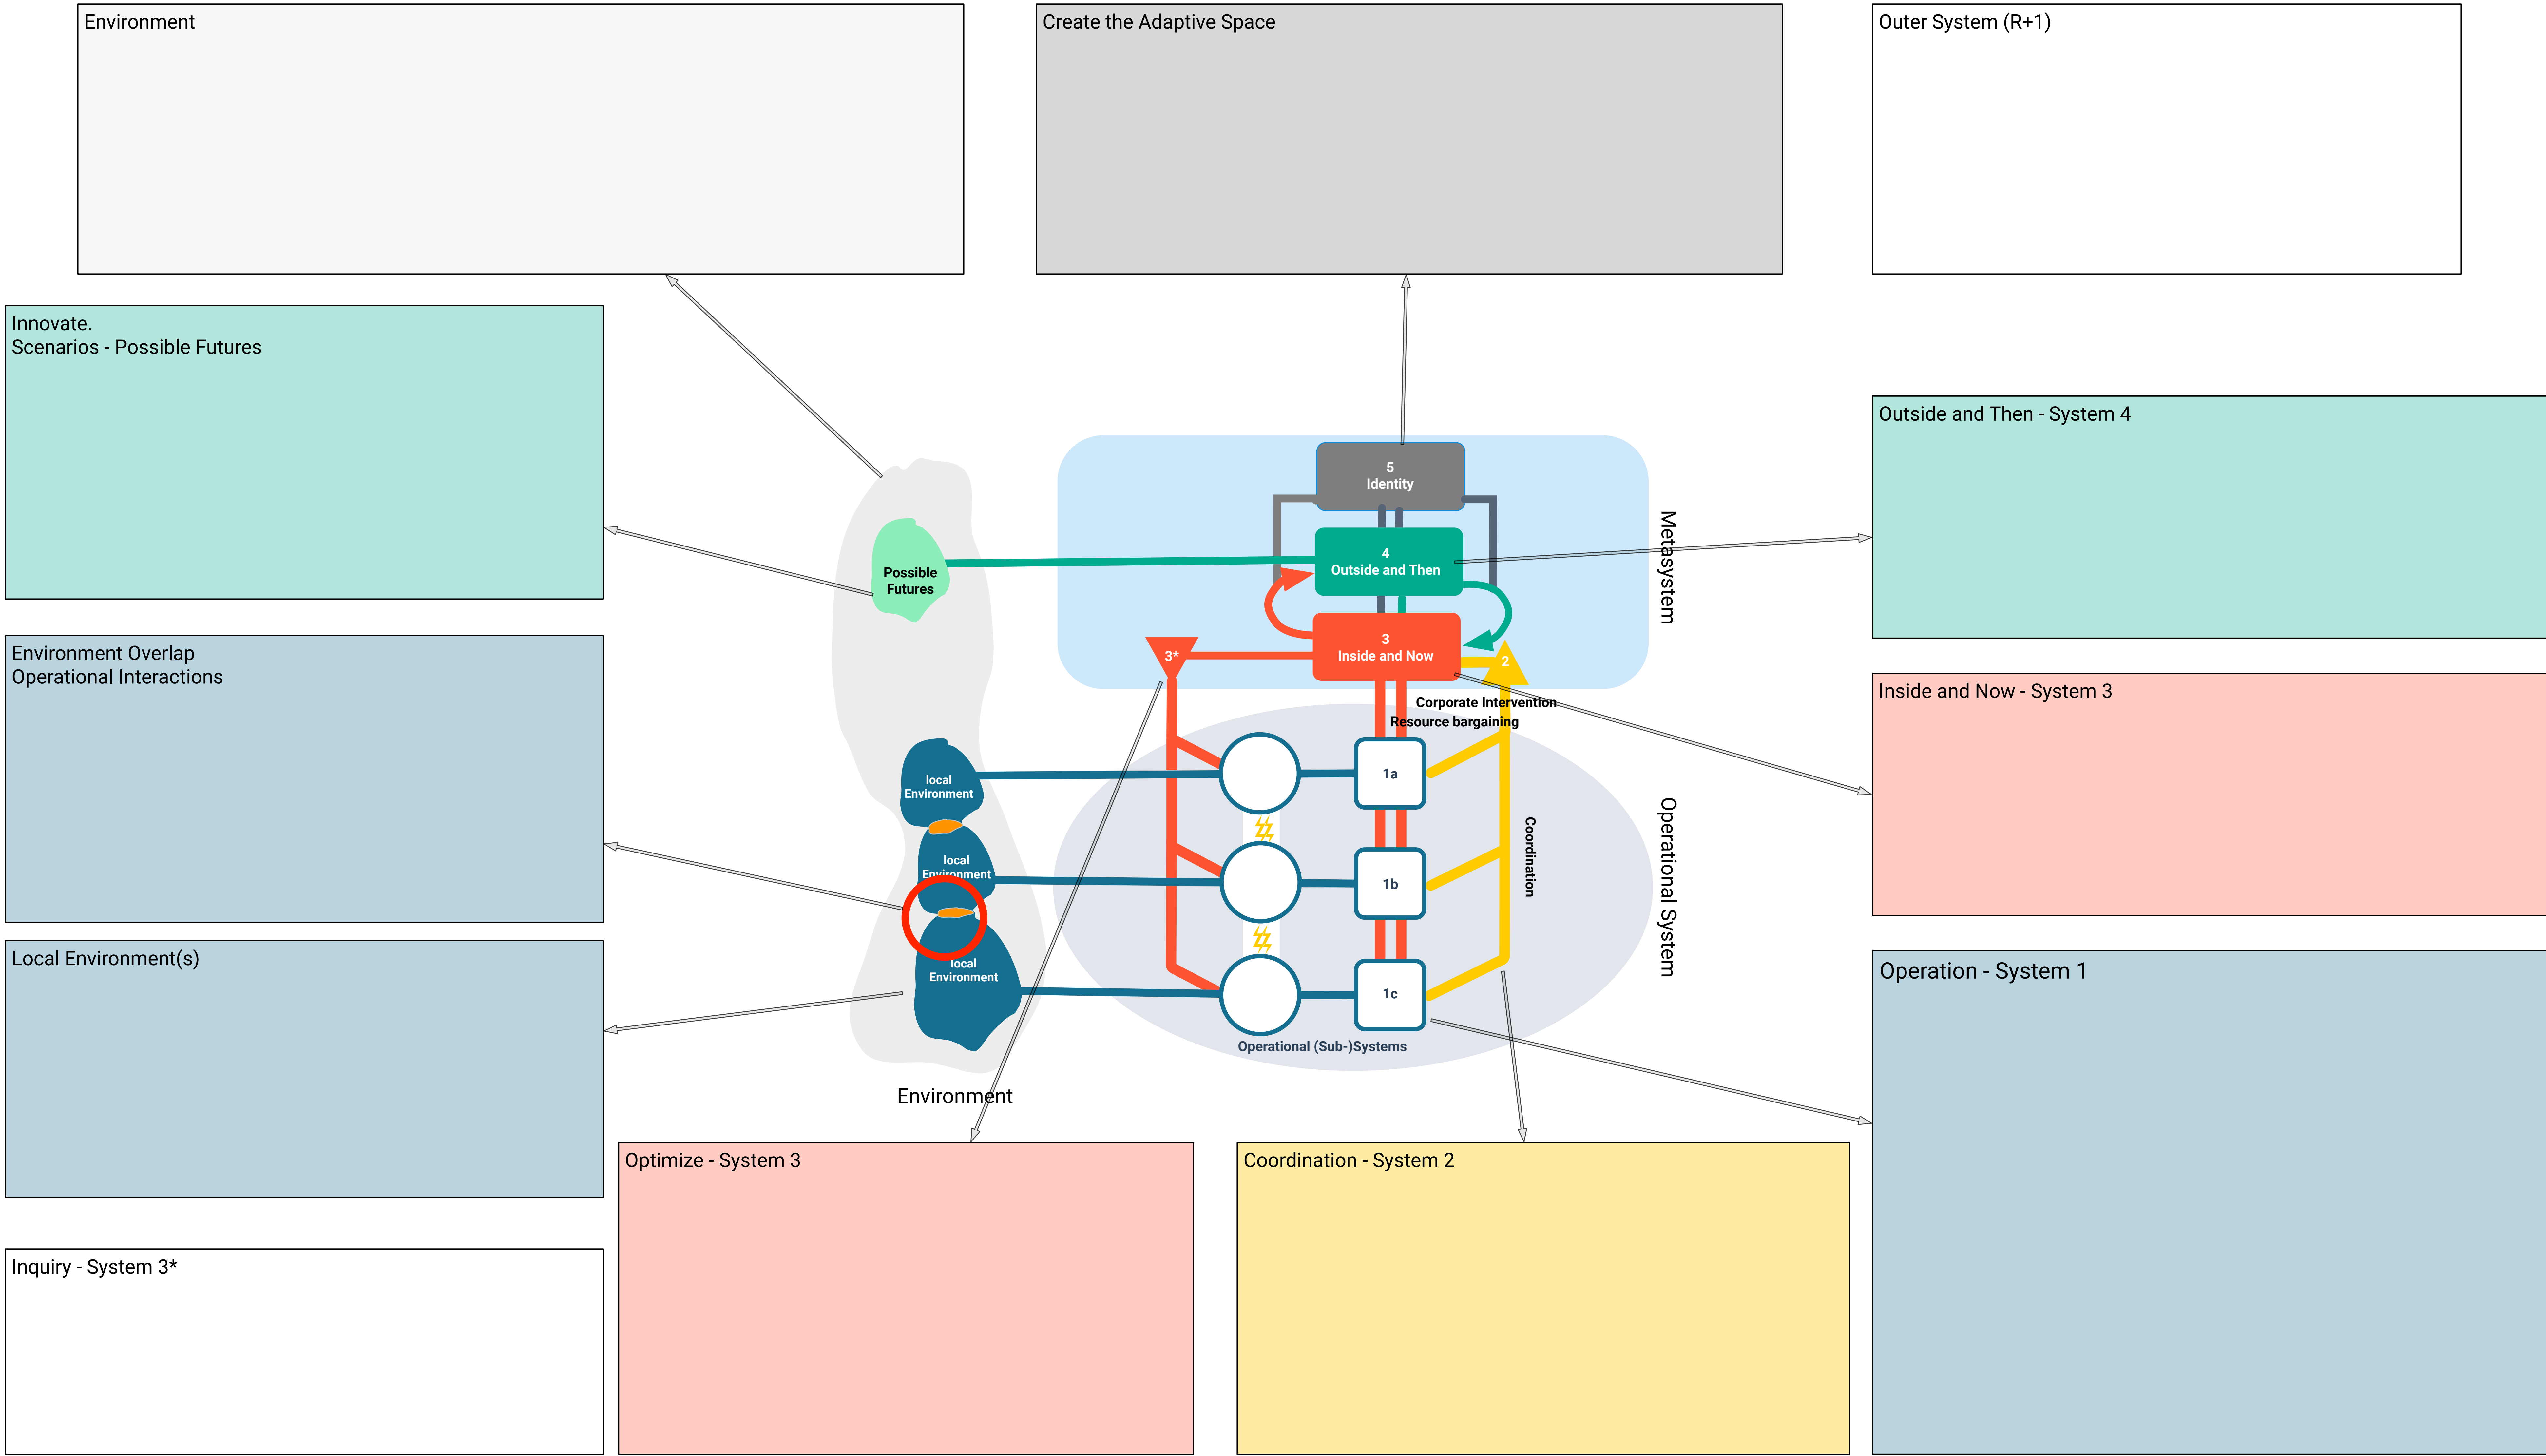 Environment
Create the Adaptive Space
Outer System (R+1)
Innovate.
Scenarios - Possible Futures
Outside and Then - System 4
5
Identity
4
Outside and Then
Possible
Futures
Metasystem
Environment Overlap
Operational Interactions
3
Inside and Now
3*
2
Inside and Now - System 3
Corporate Intervention
Resource bargaining
local
Environment
1a
local
Environment
1b
Coordination
Operational System
Local Environment(s)
local
Environment
1c
Operation - System 1
Operational (Sub-)Systems
Environment
Optimize - System 3
Coordination - System 2
Inquiry - System 3*